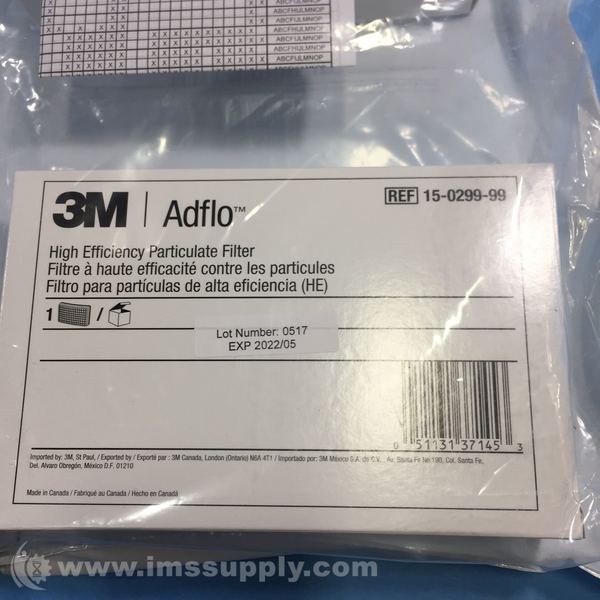 ABCFUILMNOP
ABCFHULMNOP
ABCFUILMNOP
3M | Adflo™
REF 15-0299-99
High Efficiency Particulate Filter
Filtre à haute efficacité contre les particules
Filtro para partículas de alta eficiencia (HE)
1 /
Lot Number: 0517
EXP 2022/05
0 51131 37145 3
Imported by: 3M, St Paul, / Exported by / Exporté par : 3M Canada, London (Ontario) N6A 4T1 / Importado por: 3M México S.A. de C.V., Av. Santa Fe No 190, Col. Santa Fe,
Del. Alvaro Obregón, México D.F. 01210
Made in Canada / Fabriqué au Canada / Hecho en Canadá
www.imssupply.com